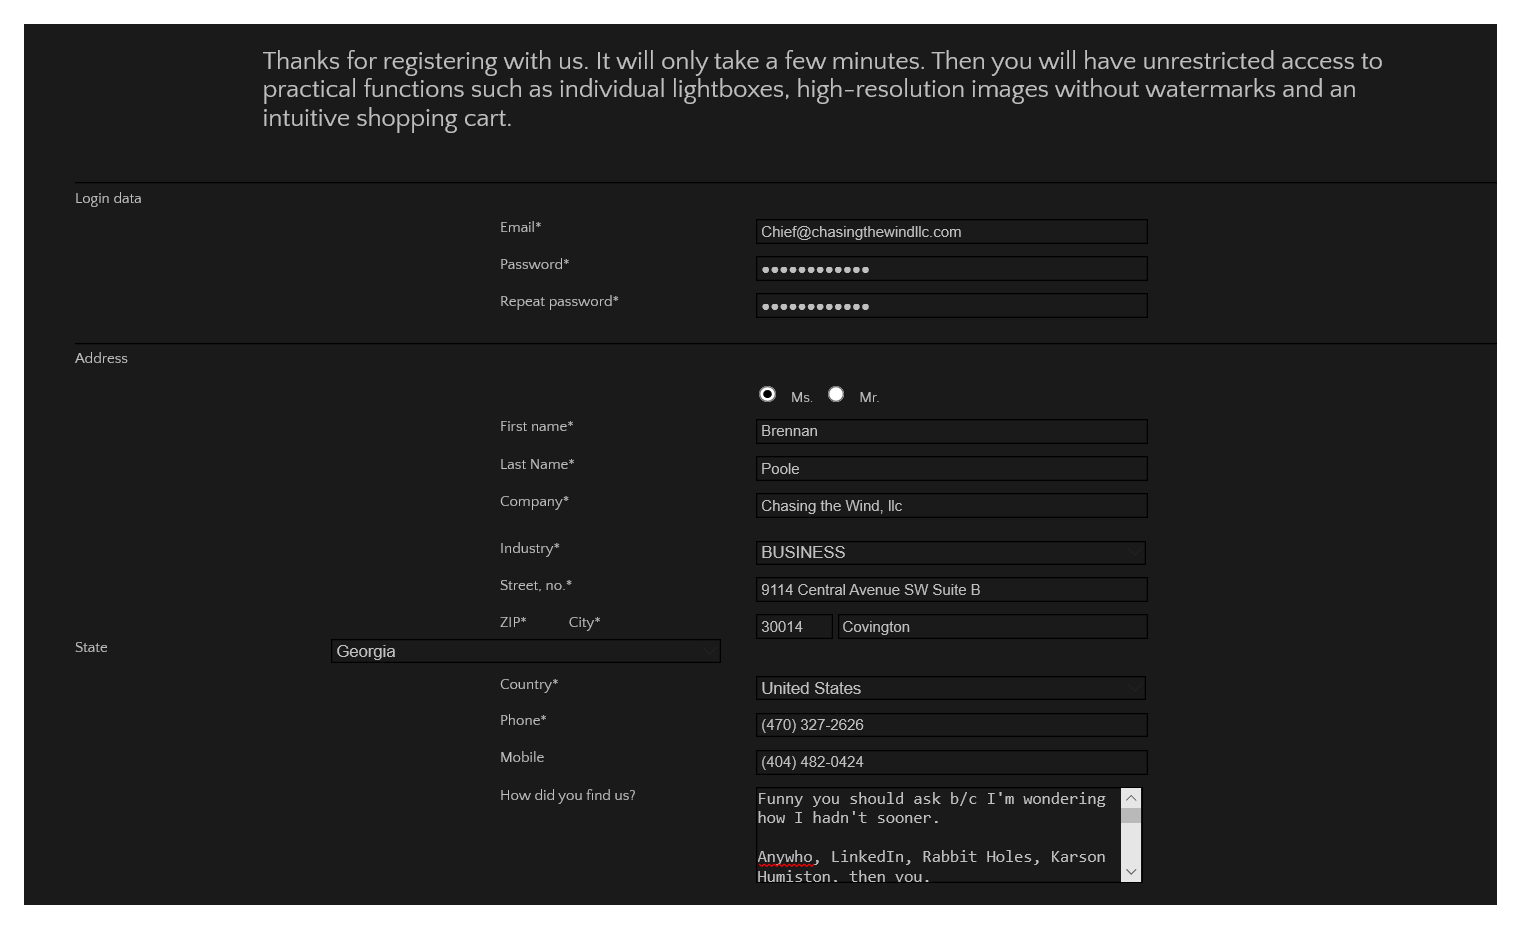 Thanks for registering with us. It will only take a few minutes. Then you will have unrestricted access to
practical functions such as individual lightboxes, high-resolution images without watermarks and an
intuitive shopping cart.
Login data
Email* Chief@chasingthewindllc.com
Password* ●●●●●●●●●●●●
Repeat password* ●●●●●●●●●●●●
Address
Ms. Mr.
First name* Brennan
Last Name* Poole
Company* Chasing the Wind, llc
Industry* BUSINESS
Street, no.* 9114 Central Avenue SW Suite B
ZIP* City* 30014 Covington
State Georgia
Country* United States
Phone* (470) 327-2626
Mobile (404) 482-0424
How did you find us? Funny you should ask b/c I'm wondering
how I hadn't sooner.
Anywho, LinkedIn, Rabbit Holes, Karson
Humiston, then you.